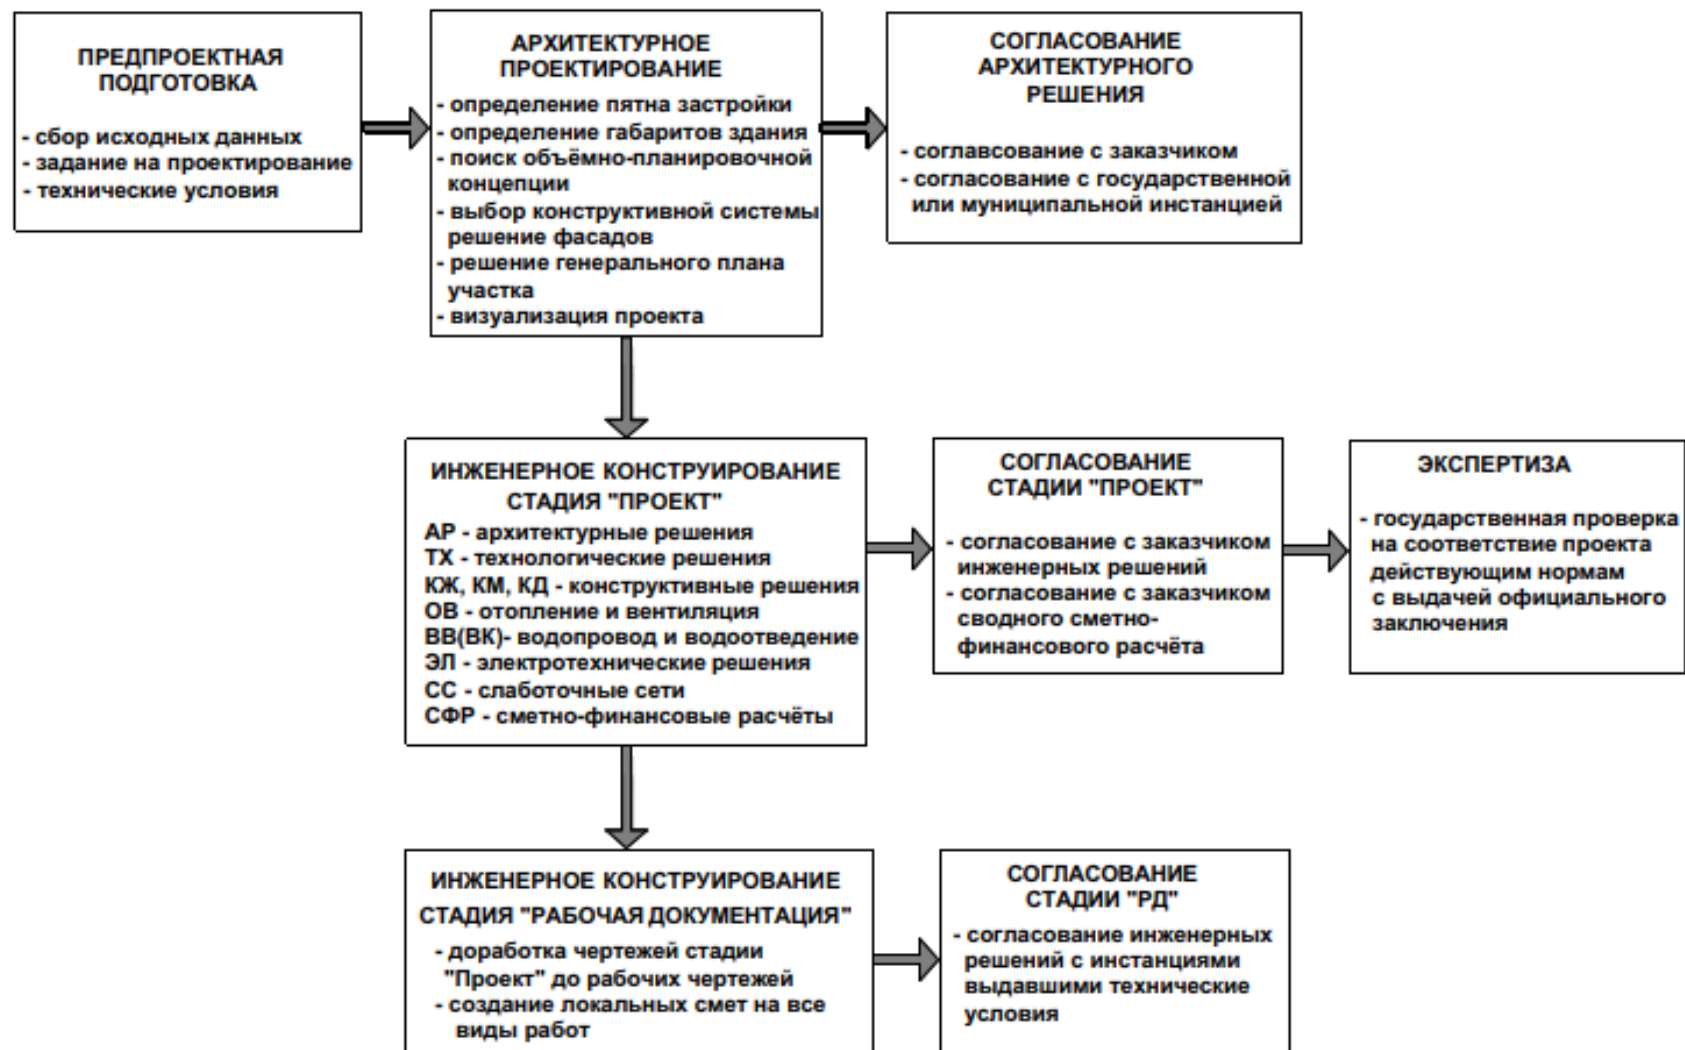 ПРЕДПРОЕКТНАЯ
ПОДГОТОВКА
- сбор исходных данных
- задание на проектирование
- технические условия
АРХИТЕКТУРНОЕ
ПРОЕКТИРОВАНИЕ
- определение пятна застройки
- определение габаритов здания
- поиск объёмно-планировочной
концепции
- выбор конструктивной системы
решение фасадов
- решение генерального плана
участка
- визуализация проекта
СОГЛАСОВАНИЕ
АРХИТЕКТУРНОГО
РЕШЕНИЯ
- соглавсование с заказчиком
- согласование с государственной
или муниципальной инстанцией
ИНЖЕНЕРНОЕ КОНСТРУИРОВАНИЕ
СТАДИЯ "ПРОЕКТ"
АР - архитектурные решения
ТХ - технологические решения
КЖ, КМ, КД - конструктивные решения
ОВ - отопление и вентиляция
ВВ(ВК)- водопровод и водоотведение
ЭЛ - электротехнические решения
СС - слаботочные сети
СФР - сметно-финансовые расчёты
СОГЛАСОВАНИЕ
СТАДИИ "ПРОЕКТ"
- согласование с заказчиком
инженерных решений
- согласование с заказчиком
сводного сметно-
финансового расчёта
ЭКСПЕРТИЗА
- государственная проверка
на соответствие проекта
действующим нормам
с выдачей официального
заключения
ИНЖЕНЕРНОЕ КОНСТРУИРОВАНИЕ
СТАДИЯ "РАБОЧАЯ ДОКУМЕНТАЦИЯ"
- доработка чертежей стадии
"Проект" до рабочих чертежей
- создание локальных смет на все
виды работ
СОГЛАСОВАНИЕ
СТАДИИ "РД"
- согласование инженерных
решений с инстанциями
выдавшими технические
условия